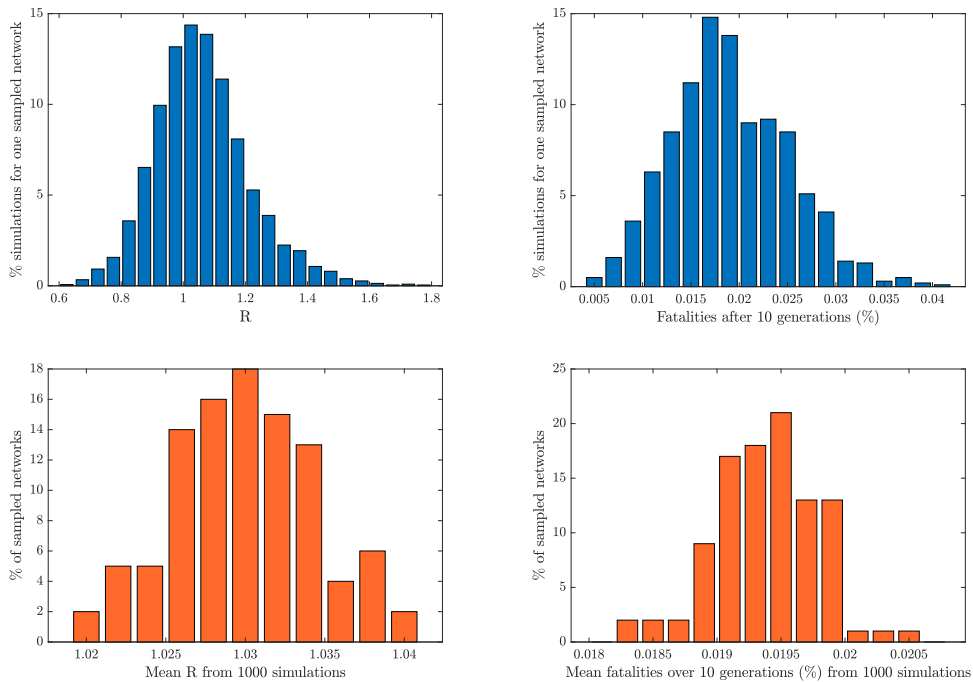 15
10
5
0
% simulations for one sampled network
0.6 0.8 1 1.2 1.4 1.6 1.8
R
15
10
5
0
% simulations for one sampled network
0.005 0.01 0.015 0.02 0.025 0.03 0.035 0.04
Fatalities after 10 generations (%)
18
16
14
12
10
8
6
4
2
0
% of sampled networks
1.02 1.025 1.03 1.035 1.04
Mean R from 1000 simulations
25
20
15
10
5
0
% of sampled networks
0.018 0.0185 0.019 0.0195 0.02 0.0205
Mean fatalities over 10 generations (%) from 1000 simulations